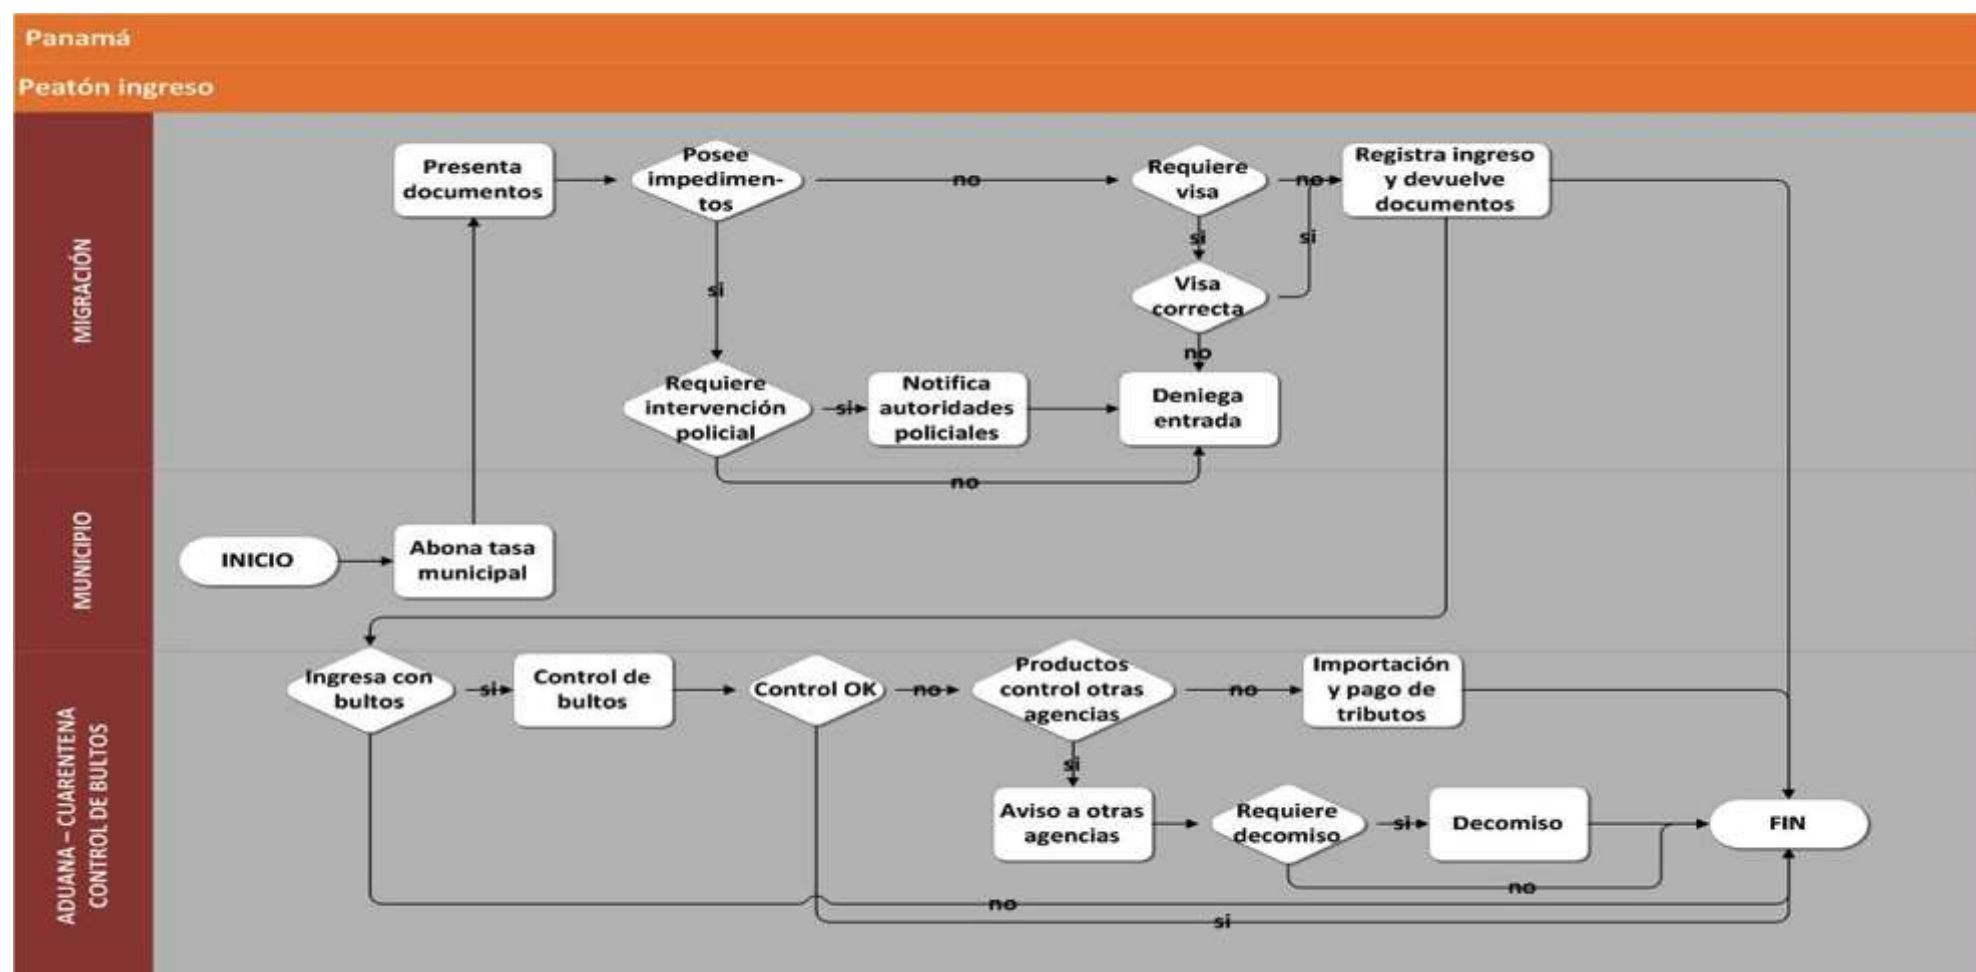 Panamá
Peatón ingreso
MIGRACIÓN
Presenta
documentos
Posee
impedimen-
tos
no
Requiere
visa
no
Registra ingreso
y devuelve
documentos
si
si
si
Visa
correcta
no
Requiere
intervención
policial
si
Notifica
autoridades
policiales
Deniega
entrada
no
MUNICIPIO
INICIO
Abona tasa
municipal
ADUANA – CUARENTENA
CONTROL DE BULTOS
Ingresa con
bultos
si
Control de
bultos
Control OK
no
Productos
control otras
agencias
no
Importación
y pago de
tributos
si
Aviso a otras
agencias
Requiere
decomiso
si
Decomiso
FIN
no
no
si